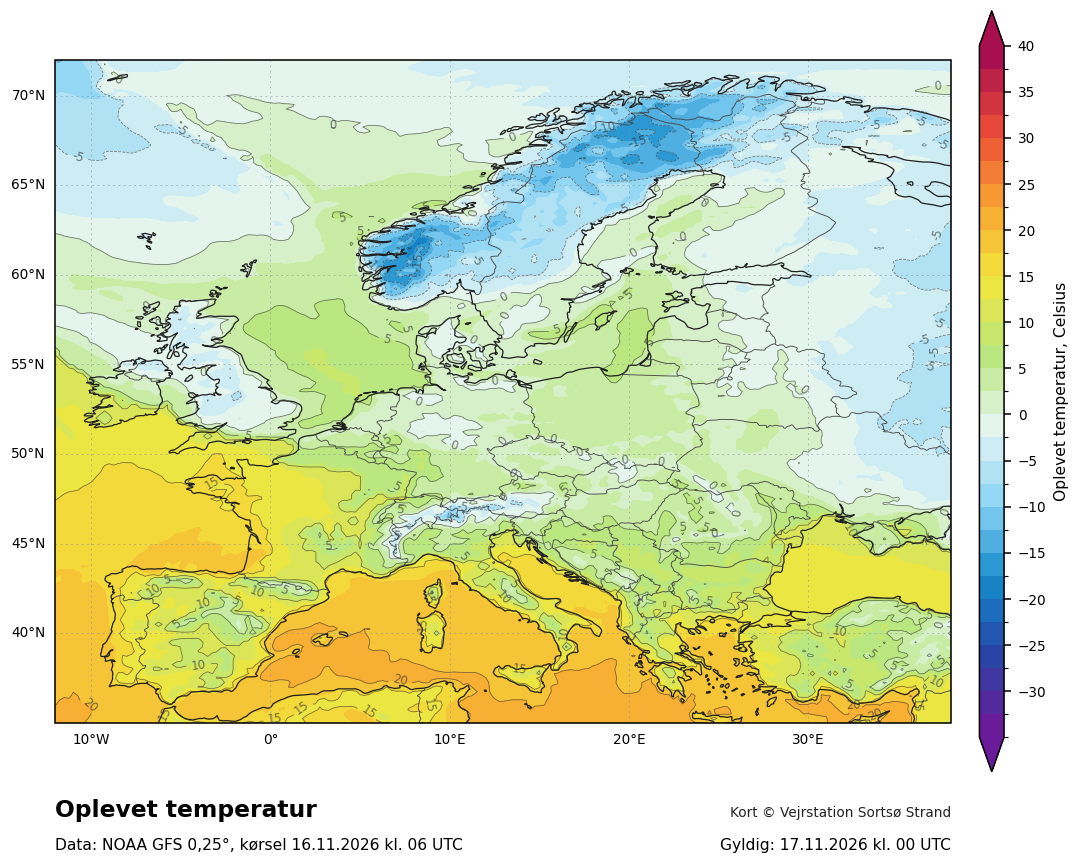 70°N
65°N
60°N
55°N
50°N
45°N
40°N
10°W
0°
10°E
20°E
30°E
40
35
30
25
20
15
10
5
0
−5
−10
−15
−20
−25
−30
Oplevet temperatur, Celsius
Oplevet temperatur
Kort © Vejrstation Sortsø Strand
Data: NOAA GFS 0,25°, kørsel 16.11.2026 kl. 06 UTC
Gyldig: 17.11.2026 kl. 00 UTC